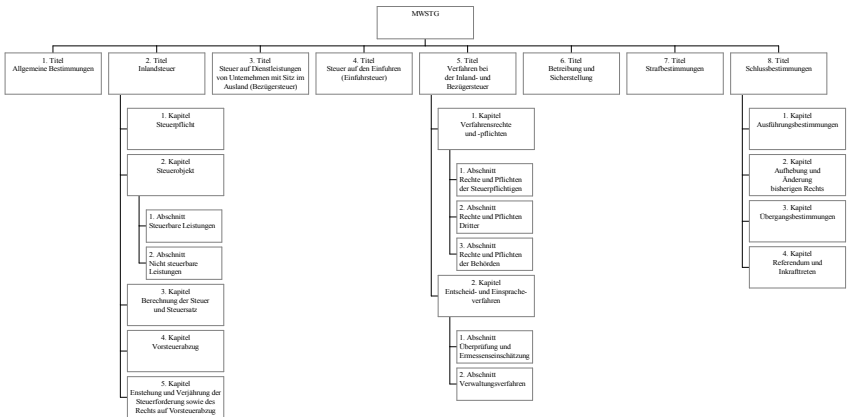 MWSTG
1. Titel
Allgemeine Bestimmungen
2. Titel
Inlandsteuer
3. Titel
Steuer auf Dienstleistungen
von Unternehmen mit Sitz im
Ausland (Bezügersteuer)
4. Titel
Steuer auf den Einfuhren
(Einfuhrsteuer)
5. Titel
Verfahren bei
der Inland- und
Bezügersteuer
6. Titel
Betreibung und
Sicherstellung
7. Titel
Strafbestimmungen
8. Titel
Schlussbestimmungen
1. Kapitel
Steuerpflicht
2. Kapitel
Steuerobjekt
1. Abschnitt
Steuerbare Leistungen
2. Abschnitt
Nicht steuerbare
Leistungen
3. Kapitel
Berechnung der Steuer
und Steuersatz
4. Kapitel
Vorsteuerabzug
5. Kapitel
Enstehung und Verjährung der
Steuerforderung sowie des
Rechts auf Vorsteuerabzug
1. Kapitel
Verfahrensrechte
und -pflichten
1. Abschnitt
Rechte und Pflichten
der Steuerpflichtigen
2. Abschnitt
Rechte und Pflichten
Dritter
3. Abschnitt
Rechte und Pflichten
der Behörden
2. Kapitel
Entscheid- und Einsprache-
verfahren
1. Abschnitt
Überprüfung und
Ermessenseinschätzung
2. Abschnitt
Verwaltungsverfahren
1. Kapitel
Ausführungsbestimmungen
2. Kapitel
Aufhebung und
Änderung
bisherigen Rechts
3. Kapitel
Übergangsbestimmungen
4. Kapitel
Referendum und
Inkrafttreten